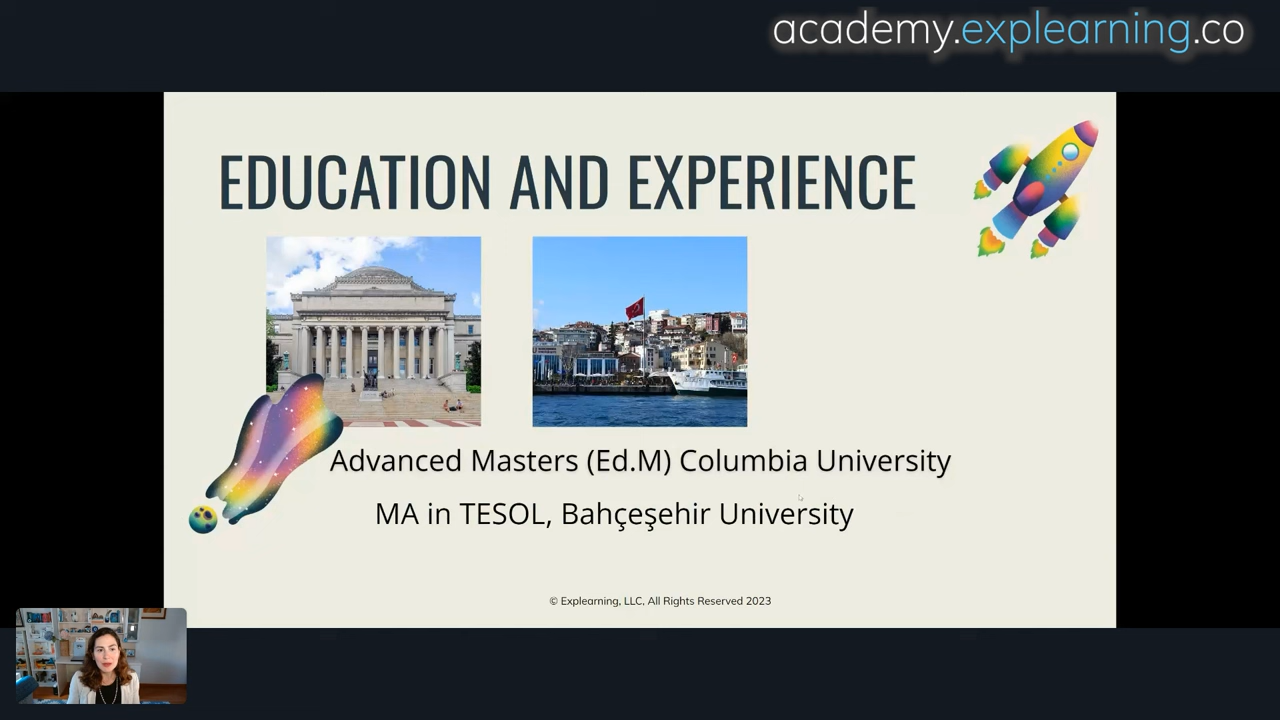 academy.explearning.co
EDUCATION AND EXPERIENCE
Advanced Masters (Ed.M) Columbia University
MA in TESOL, Bahçeşehir University
© Explearning, LLC, All Rights Reserved 2023